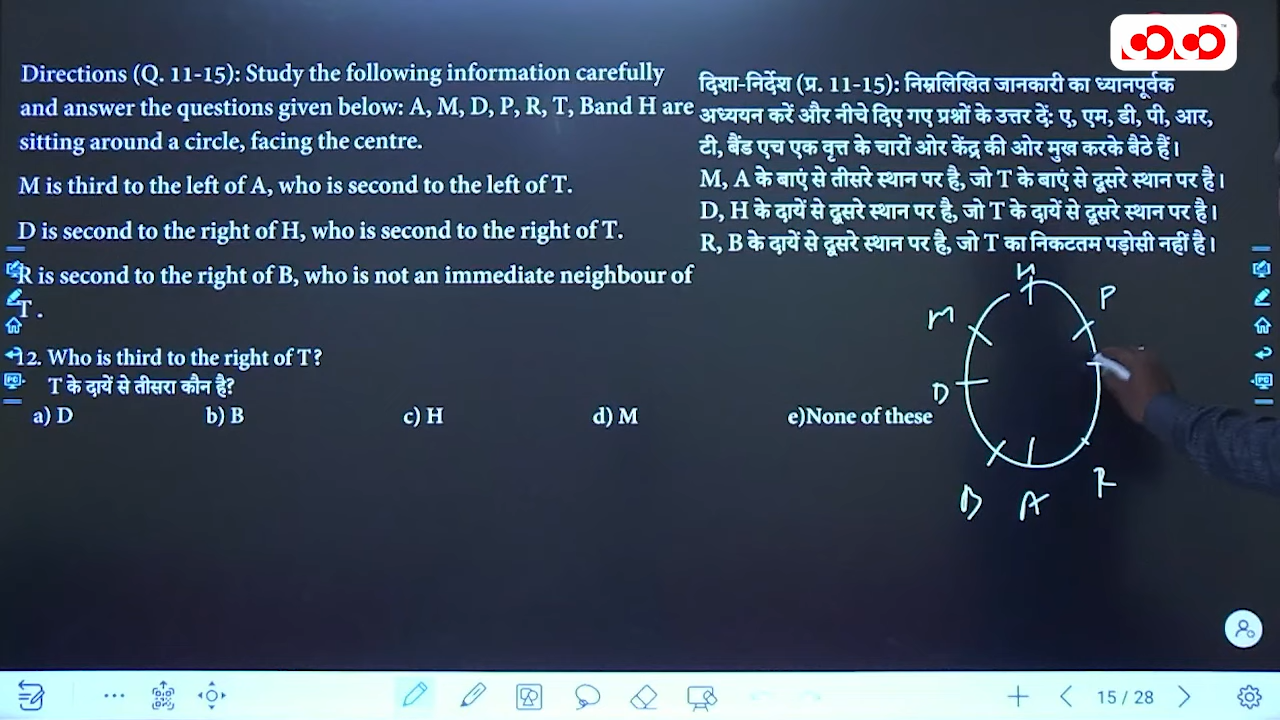 Directions (Q. 11-15): Study the following information carefully
and answer the questions given below: A, M, D, P, R, T, Band H are
sitting around a circle, facing the centre.
M is third to the left of A, who is second to the left of T.
D is second to the right of H, who is second to the right of T.
R is second to the right of B, who is not an immediate neighbour of
T .
12. Who is third to the right of T?
T के दायें से तीसरा कौन है?
a) D b) B c) H d) M e)None of these
दिशा-निर्देश (प्र. 11-15): निम्नलिखित जानकारी का ध्यानपूर्वक
अध्ययन करें और नीचे दिए गए प्रश्नों के उत्तर दें: ए, एम, डी, पी, आर,
टी, बैंड एच एक वृत्त के चारों ओर केंद्र की ओर मुख करके बैठे हैं।
M, A के बाएं से तीसरे स्थान पर है, जो T के बाएं से दूसरे स्थान पर है।
D, H के दायें से दूसरे स्थान पर है, जो T के दायें से दूसरे स्थान पर है।
R, B के दायें से दूसरे स्थान पर है, जो T का निकटतम पड़ोसी नहीं है।
H
M P
D
B A R
15 / 28